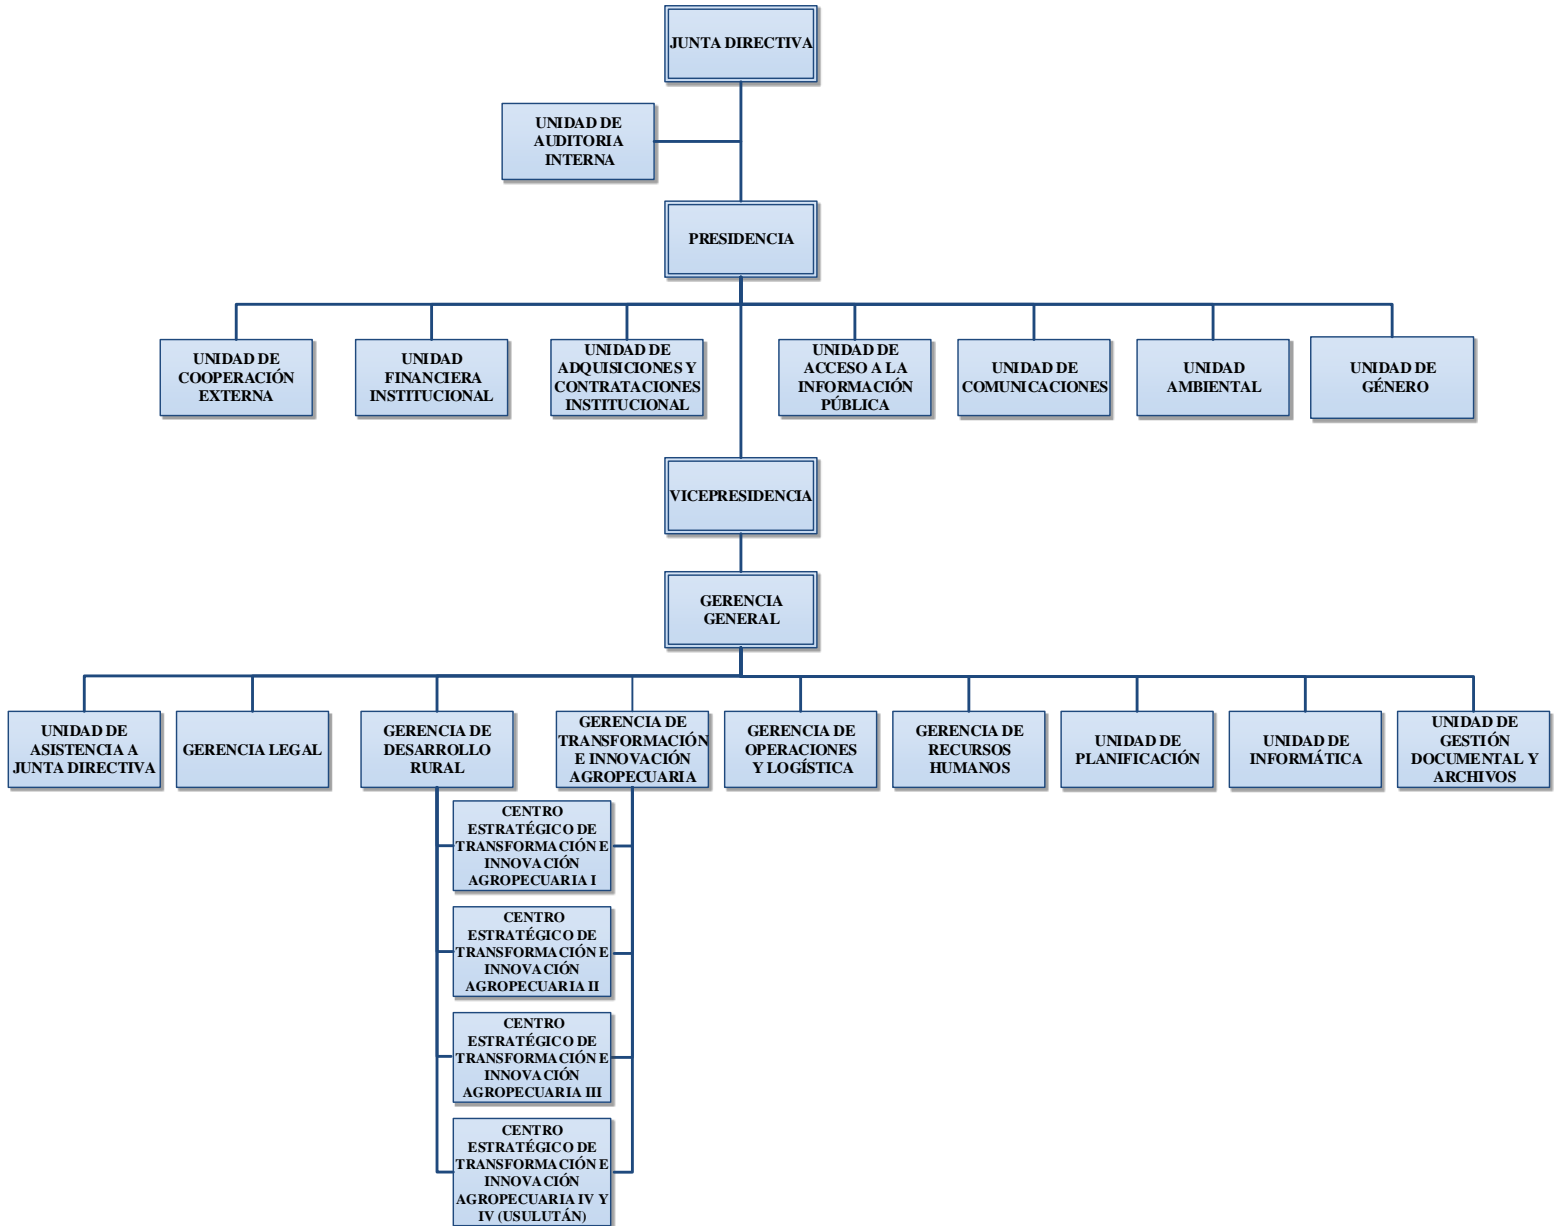 JUNTA DIRECTIVA
UNIDAD DE
AUDITORIA
INTERNA
PRESIDENCIA
UNIDAD DE
COOPERACIÓN
EXTERNA
UNIDAD
FINANCIERA
INSTITUCIONAL
UNIDAD DE
ADQUISICIONES Y
CONTRATACIONES
INSTITUCIONAL
UNIDAD DE
ACCESO A LA
INFORMACIÓN
PÚBLICA
UNIDAD DE
COMUNICACIONES
UNIDAD
AMBIENTAL
UNIDAD DE
GÉNERO
VICEPRESIDENCIA
GERENCIA
GENERAL
UNIDAD DE
ASISTENCIA A
JUNTA DIRECTIVA
GERENCIA LEGAL
GERENCIA DE
DESARROLLO
RURAL
GERENCIA DE
TRANSFORMACIÓN
E INNOVACIÓN
AGROPECUARIA
GERENCIA DE
OPERACIONES
Y LOGÍSTICA
GERENCIA DE
RECURSOS
HUMANOS
UNIDAD DE
PLANIFICACIÓN
UNIDAD DE
INFORMÁTICA
UNIDAD DE
GESTIÓN
DOCUMENTAL Y
ARCHIVOS
CENTRO
ESTRATÉGICO DE
TRANSFORMACIÓN E
INNOVACIÓN
AGROPECUARIA I
CENTRO
ESTRATÉGICO DE
TRANSFORMACIÓN E
INNOVACIÓN
AGROPECUARIA II
CENTRO
ESTRATÉGICO DE
TRANSFORMACIÓN E
INNOVACIÓN
AGROPECUARIA III
CENTRO
ESTRATÉGICO DE
TRANSFORMACIÓN E
INNOVACIÓN
AGROPECUARIA IV Y
IV (USULUTÁN)